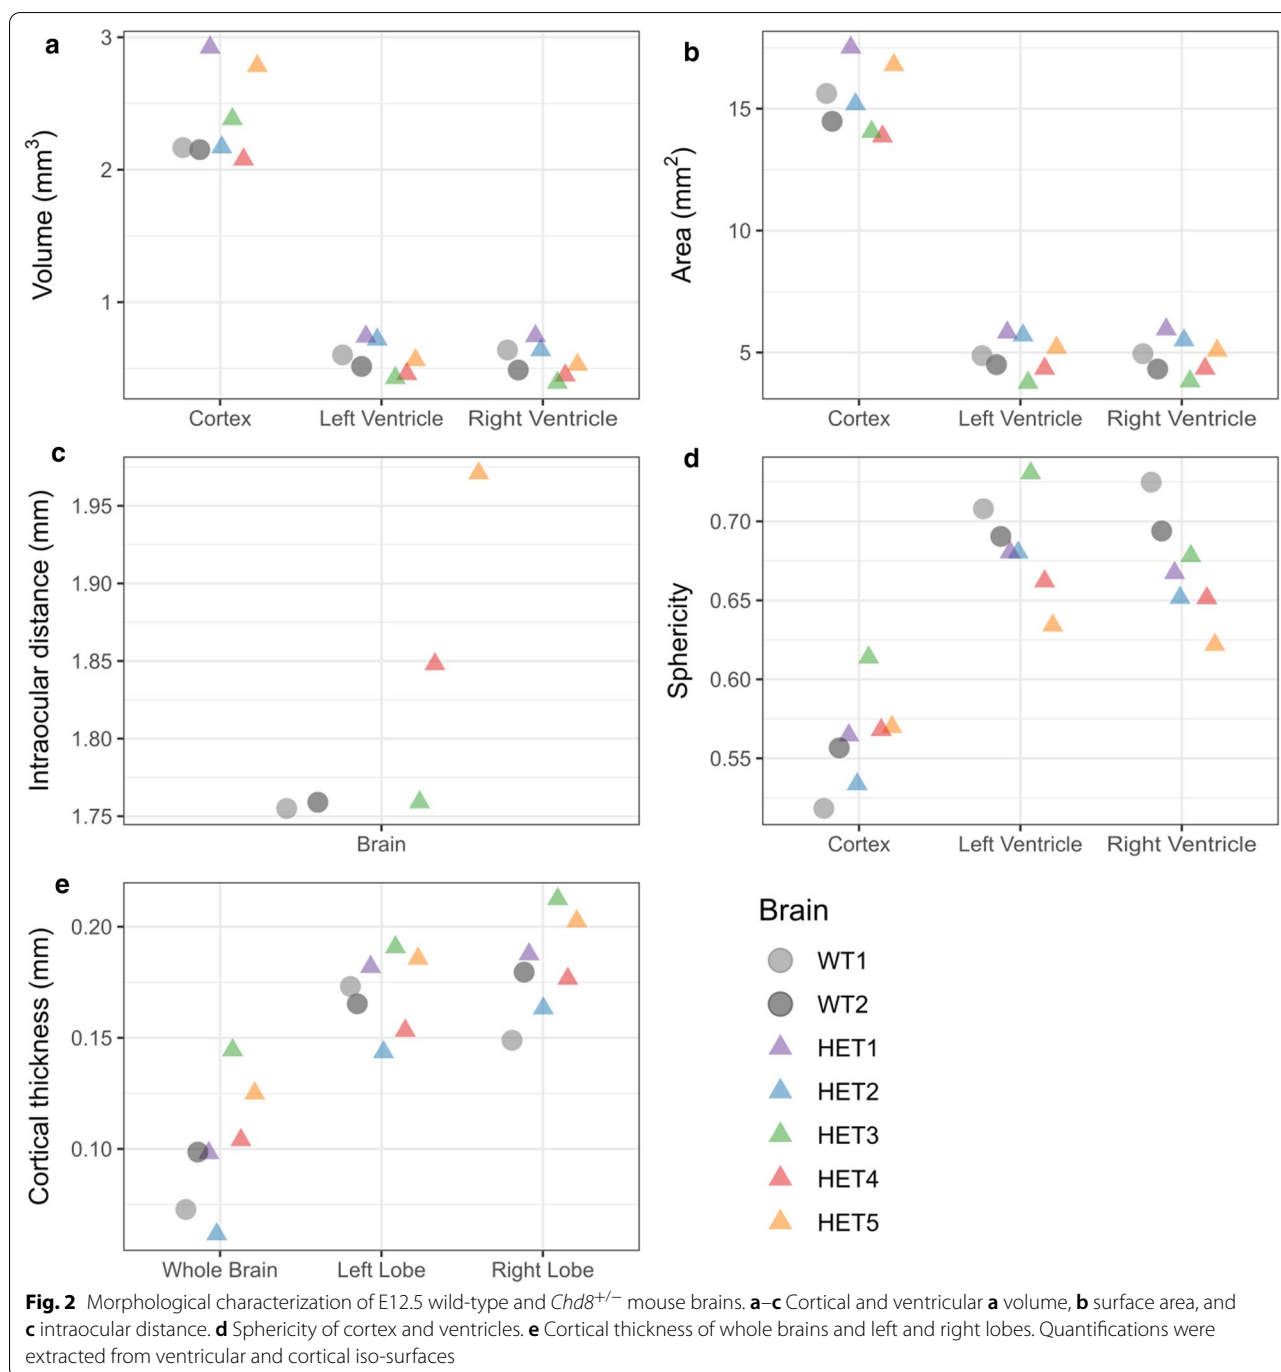 a
3
2
1
Volume (mm³)
Cortex Left Ventricle Right Ventricle
b
15
10
5
Area (mm²)
Cortex Left Ventricle Right Ventricle
c
1.95
1.90
1.85
1.80
1.75
Intraocular distance (mm)
Brain
d
0.70
0.65
0.60
0.55
Sphericity
Cortex Left Ventricle Right Ventricle
e
0.20
0.15
0.10
Cortical thickness (mm)
Whole Brain Left Lobe Right Lobe
Brain
WT1
WT2
HET1
HET2
HET3
HET4
HET5
Fig. 2 Morphological characterization of E12.5 wild-type and Chd8+/− mouse brains. a–c Cortical and ventricular a volume, b surface area, and
c intraocular distance. d Sphericity of cortex and ventricles. e Cortical thickness of whole brains and left and right lobes. Quantifications were
extracted from ventricular and cortical iso-surfaces